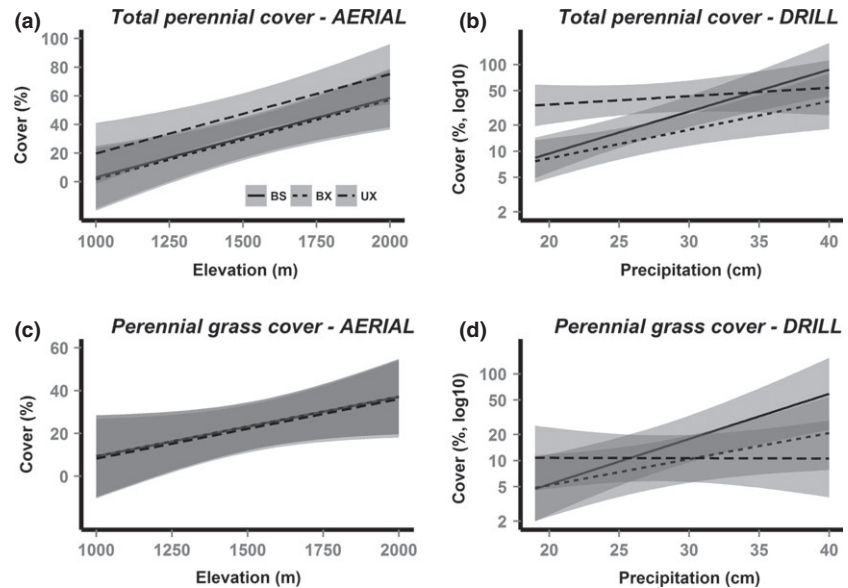 (a) Total perennial cover - AERIAL
Cover (%)
100
80
60
40
20
0
BS BX UX
1000 1250 1500 1750 2000
Elevation (m)
(b) Total perennial cover - DRILL
Cover (%, log10)
100
50
20
10
5
2
20 25 30 35 40
Precipitation (cm)
(c) Perennial grass cover - AERIAL
Cover (%)
60
40
20
0
1000 1250 1500 1750 2000
Elevation (m)
(d) Perennial grass cover - DRILL
Cover (%, log10)
100
20
10
5
2
20 25 30 35 40
Precipitation (cm)